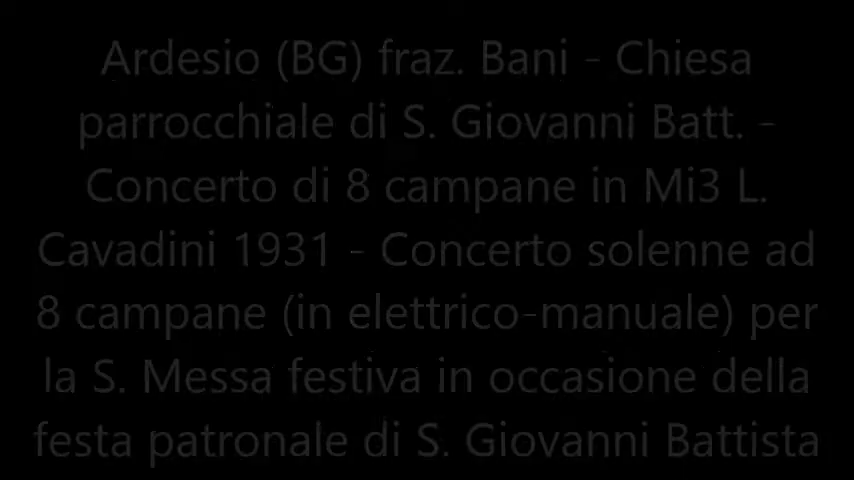 Ardesio (BG) fraz. Bani - Chiesa
parrocchiale di S. Giovanni Batt. -
Concerto di 8 campane in Mi3 L.
Cavadini 1931 - Concerto solenne ad
8 campane (in elettrico-manuale) per
la S. Messa festiva in occasione della
festa patronale di S. Giovanni Battista